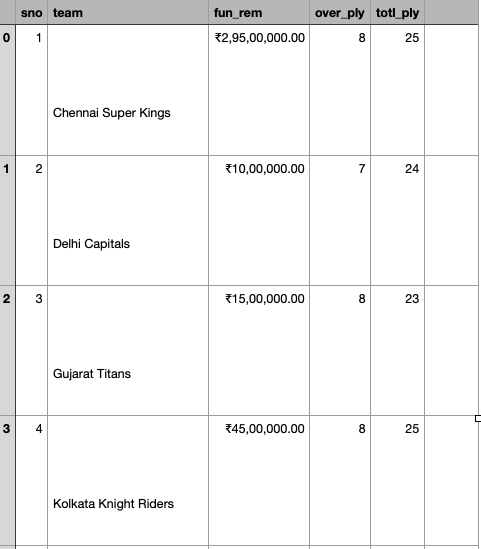 sno team fun_rem over_ply totl_ply
0 1 ₹2,95,00,000.00 8 25
Chennai Super Kings
1 2 ₹10,00,000.00 7 24
Delhi Capitals
2 3 ₹15,00,000.00 8 23
Gujarat Titans
3 4 ₹45,00,000.00 8 25
Kolkata Knight Riders